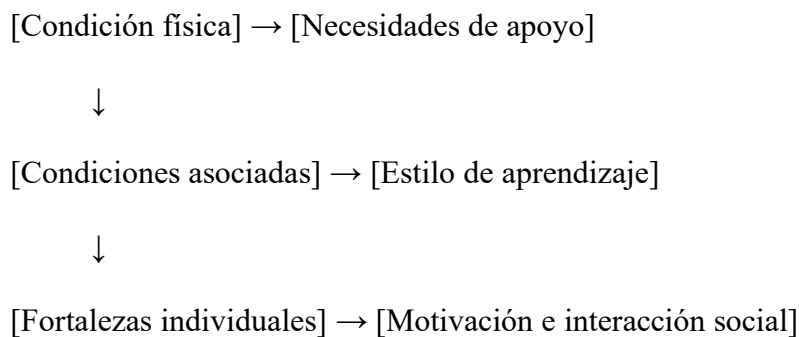 [Condición física] → [Necesidades de apoyo]
↓
[Condiciones asociadas] → [Estilo de aprendizaje]
↓
[Fortalezas individuales] → [Motivación e interacción social]